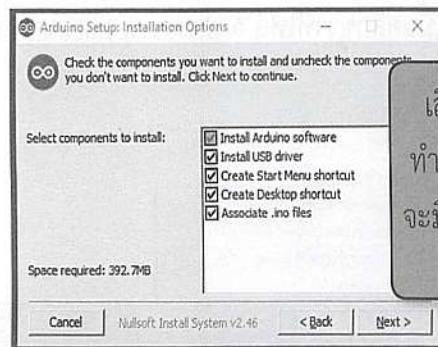 Arduino Setup: Installation Options
Check the components you want to install and uncheck the components
you don't want to install. Click Next to continue.
Select components to install:
Install Arduino software
Install USB driver
Create Start Menu shortcut
Create Desktop shortcut
Associate .ino files
Space required: 392.7MB
Cancel
Nullsoft Install System v2.46
< Back
Next >